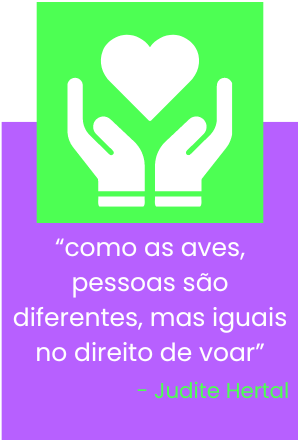 “como as aves,
pessoas são
diferentes, mas iguais
no direito de voar”
- Judite Hertal